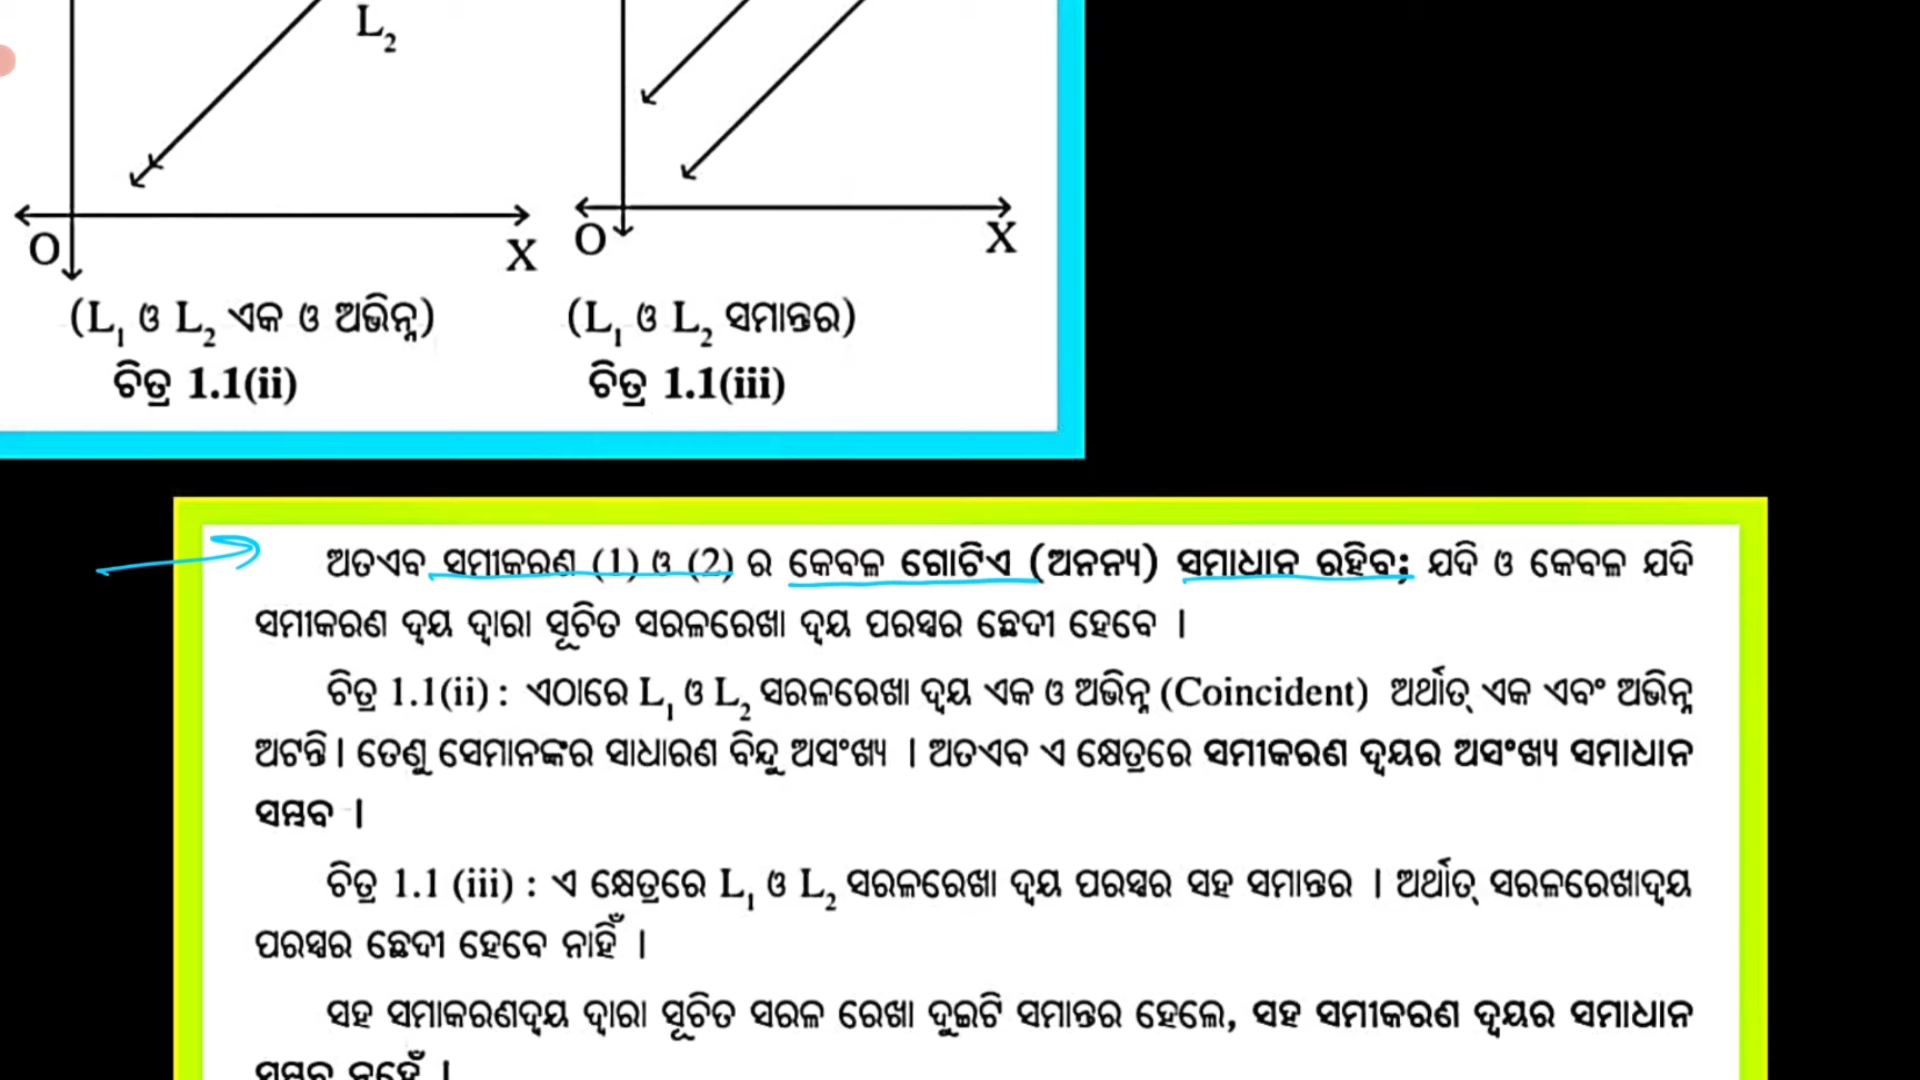 L₂
O
X
O
X
(L₁ ଓ L₂ ଏକ ଓ ଅଭିନ୍ନ)
(L₁ ଓ L₂ ସମାନ୍ତର)
ଚିତ୍ର 1.1(ii)
ଚିତ୍ର 1.1(iii)
ଅତଏବ ସମୀକରଣ (1) ଓ (2) ର କେବଳ ଗୋଟିଏ (ଅନନ୍ୟ) ସମାଧାନ ରହିବ; ଯଦି ଓ କେବଳ ଯଦି
ସମୀକରଣ ଦ୍ୱୟ ଦ୍ୱାରା ସୂଚିତ ସରଳରେଖା ଦ୍ୱୟ ପରସ୍ପର ଛେଦୀ ହେବେ ।
ଚିତ୍ର 1.1(ii) : ଏଠାରେ L₁ ଓ L₂ ସରଳରେଖା ଦ୍ୱୟ ଏକ ଓ ଅଭିନ୍ନ (Coincident) ଅର୍ଥାତ୍ ଏକ ଏବଂ ଅଭିନ୍ନ
ଅଟନ୍ତି । ତେଣୁ ସେମାନଙ୍କର ସାଧାରଣ ବିନ୍ଦୁ ଅସଂଖ୍ୟ । ଅତଏବ ଏ କ୍ଷେତ୍ରରେ ସମୀକରଣ ଦ୍ୱୟର ଅସଂଖ୍ୟ ସମାଧାନ
ସମ୍ଭବ ।
ଚିତ୍ର 1.1 (iii) : ଏ କ୍ଷେତ୍ରରେ L₁ ଓ L₂ ସରଳରେଖା ଦ୍ୱୟ ପରସ୍ପର ସହ ସମାନ୍ତର । ଅର୍ଥାତ୍ ସରଳରେଖାଦ୍ୱୟ
ପରସ୍ପର ଛେଦୀ ହେବେ ନାହିଁ ।
ସହ ସମୀକରଣଦ୍ୱୟ ଦ୍ୱାରା ସୂଚିତ ସରଳ ରେଖା ଦୁଇଟି ସମାନ୍ତର ହେଲେ, ସହ ସମୀକରଣ ଦ୍ୱୟର ସମାଧାନ
ସମ୍ଭବ ନୁହେଁ ।